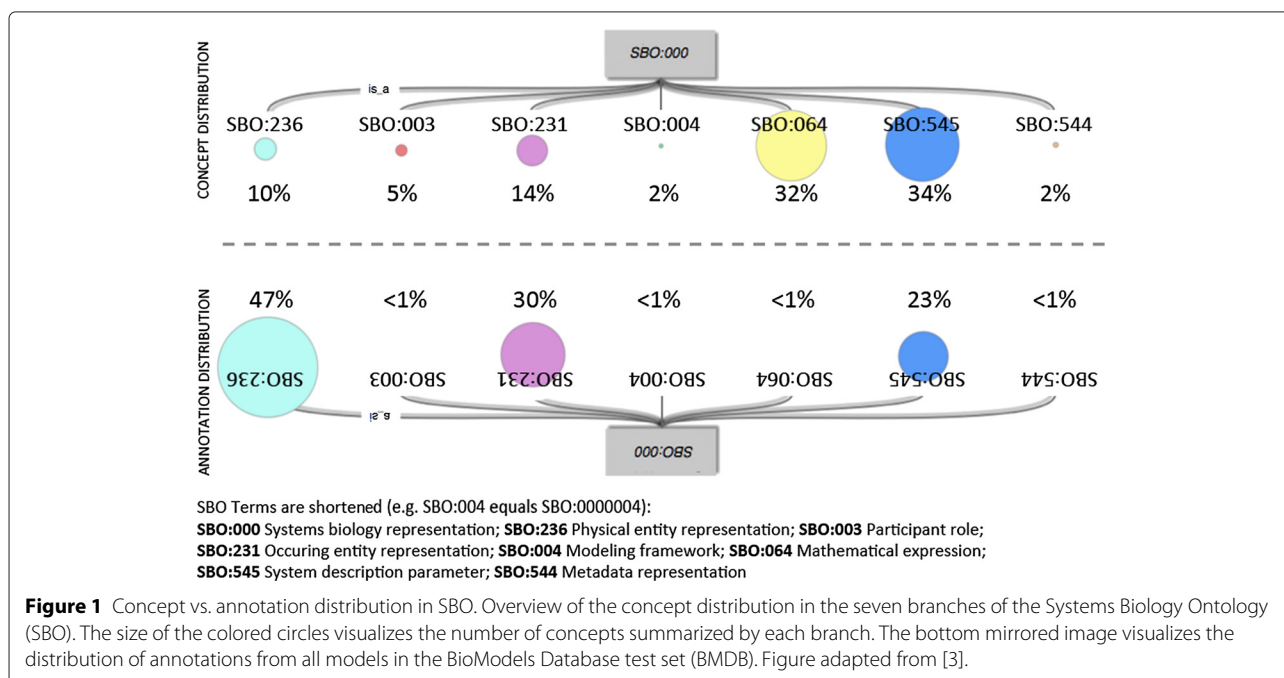 SBO:000
is_a
CONCEPT DISTRIBUTION
SBO:236 SBO:003 SBO:231 SBO:004 SBO:064 SBO:545 SBO:544
10% 5% 14% 2% 32% 34% 2%
ANNOTATION DISTRIBUTION
47% <1% 30% <1% <1% 23% <1%
SBO:236 SBO:003 SBO:231 SBO:004 SBO:064 SBO:545 SBO:544
is_a
SBO:000
SBO Terms are shortened (e.g. SBO:004 equals SBO:0000004):
SBO:000 Systems biology representation; SBO:236 Physical entity representation; SBO:003 Participant role;
SBO:231 Occuring entity representation; SBO:004 Modeling framework; SBO:064 Mathematical expression;
SBO:545 System description parameter; SBO:544 Metadata representation
Figure 1 Concept vs. annotation distribution in SBO. Overview of the concept distribution in the seven branches of the Systems Biology Ontology
(SBO). The size of the colored circles visualizes the number of concepts summarized by each branch. The bottom mirrored image visualizes the
distribution of annotations from all models in the BioModels Database test set (BMDB). Figure adapted from [3].